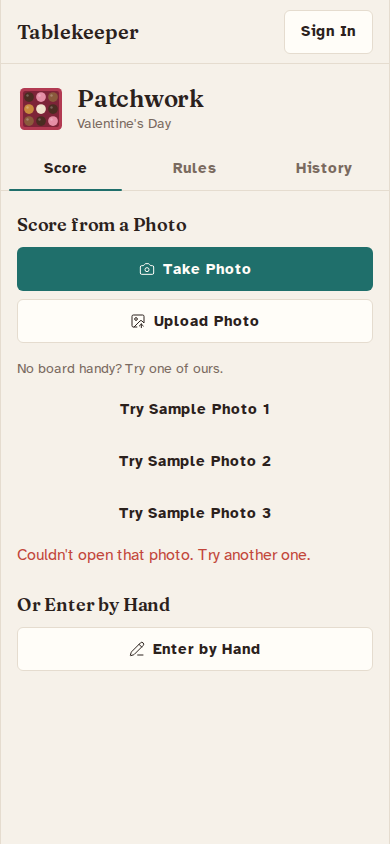 Tablekeeper
Sign In
Patchwork
Valentine's Day
Score
Rules
History
Score from a Photo
Take Photo
Upload Photo
No board handy? Try one of ours.
Try Sample Photo 1
Try Sample Photo 2
Try Sample Photo 3
Couldn't open that photo. Try another one.
Or Enter by Hand
Enter by Hand